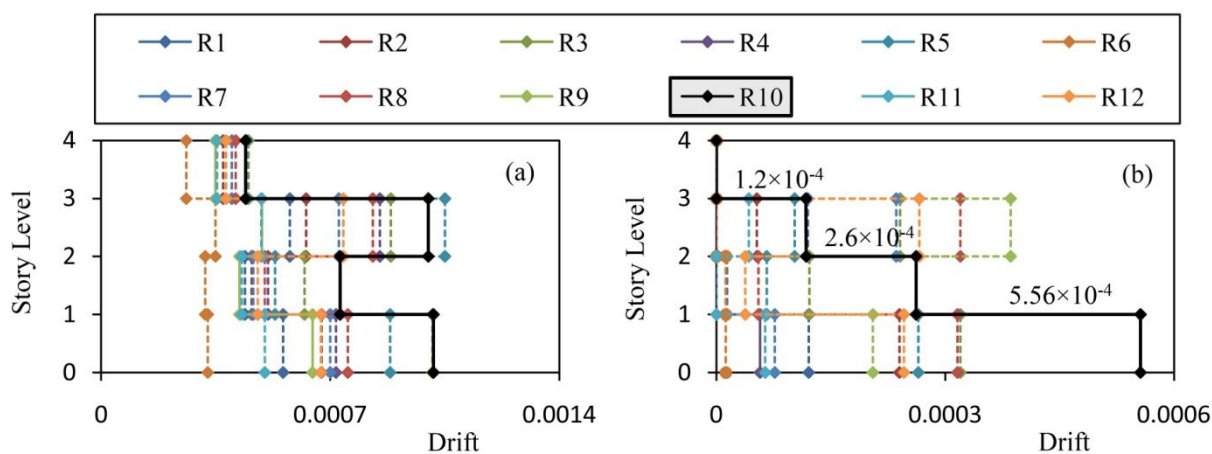 R1 R2 R3 R4 R5 R6
R7 R8 R9 R10 R11 R12
4
3
2
1
0
Story Level
(a)
0 0.0007 0.0014
Drift
4
3
2
1
0
Story Level
(b)
1.2×10⁻⁴
2.6×10⁻⁴
5.56×10⁻⁴
0 0.0003 0.0006
Drift